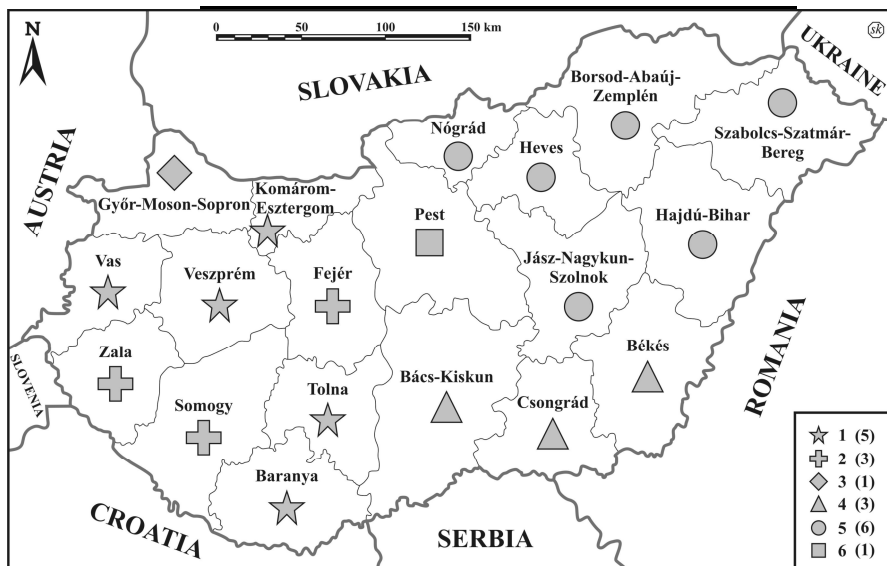 N
0 50 100 150 km
sk
SLOVAKIA
UKRAINE
AUSTRIA
SLOVENIA
CROATIA
SERBIA
ROMANIA
Borsod-Abaúj-
Zemplén
Szabolcs-Szatmár-
Bereg
Nógrád
Heves
Győr-Moson-Sopron
Komárom-
Esztergom
Pest
Hajdú-Bihar
Jász-Nagykun-
Szolnok
Vas
Veszprém
Fejér
Zala
Somogy
Tolna
Bács-Kiskun
Békés
Csongrád
Baranya
1 (5)
2 (3)
3 (1)
4 (3)
5 (6)
6 (1)